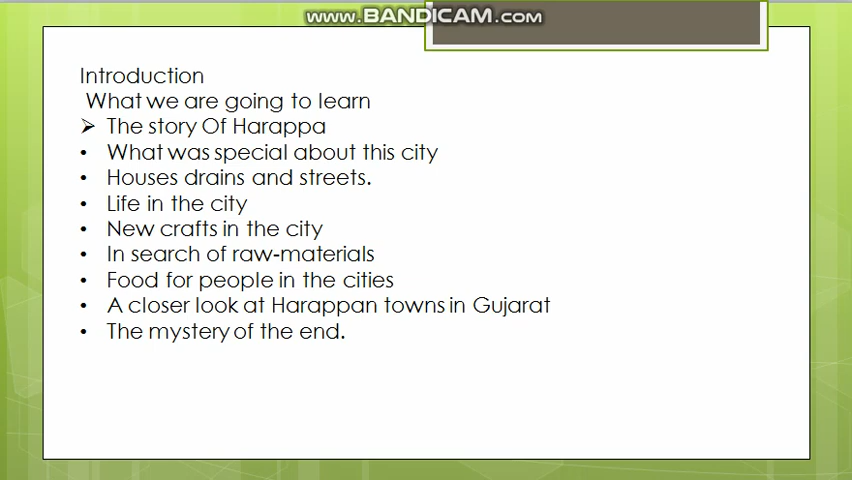 www.BANDICAM.com
Introduction
What we are going to learn
➢ The story Of Harappa
• What was special about this city
• Houses drains and streets.
• Life in the city
• New crafts in the city
• In search of raw-materials
• Food for people in the cities
• A closer look at Harappan towns in Gujarat
• The mystery of the end.